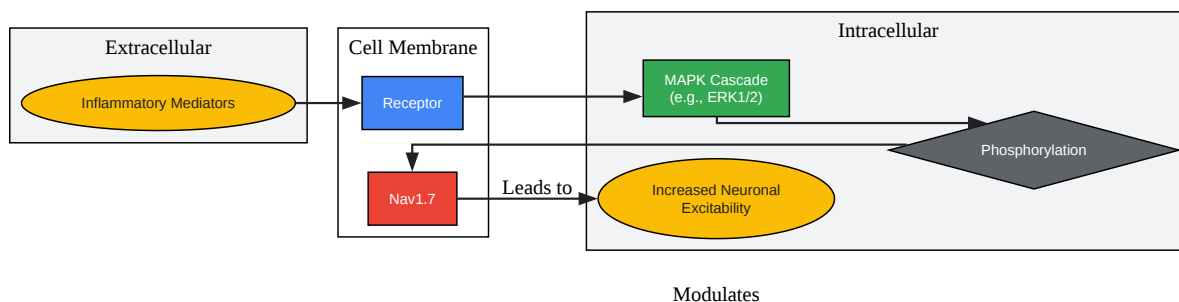 Extracellular
Inflammatory Mediators
Cell Membrane
Receptor
Nav1.7
Leads to
Intracellular
MAPK Cascade
(e.g., ERK1/2)
Phosphorylation
Increased Neuronal
Excitability
Modulates